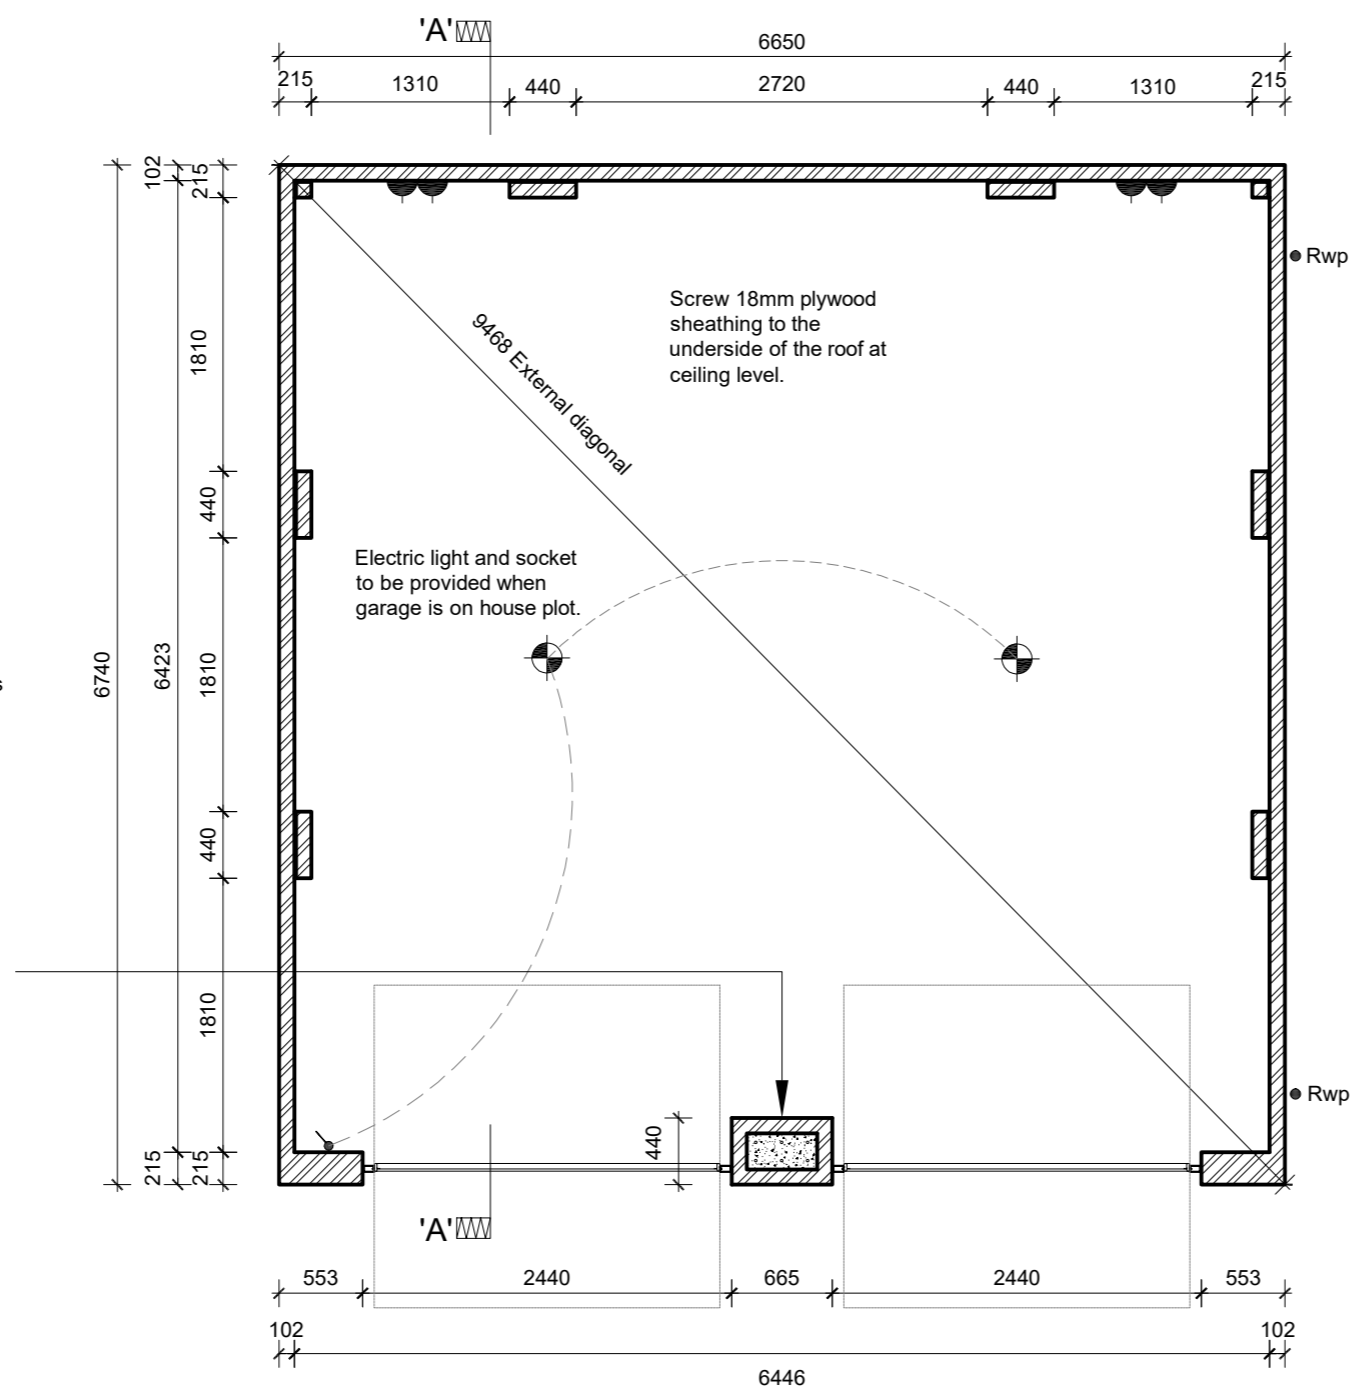 'A'
6650
215 1310 440 2720 440 1310 215
102
215
Rwp
Screw 18mm plywood
sheathing to the
underside of the roof at
ceiling level.
9468 External diagonal
1810
440
Electric light and socket
to be provided when
garage is on house plot.
6740
6423
1810
s
440
1810
Rwp
440
215
215
'A'
553 2440 665 2440 553
102 102
6446